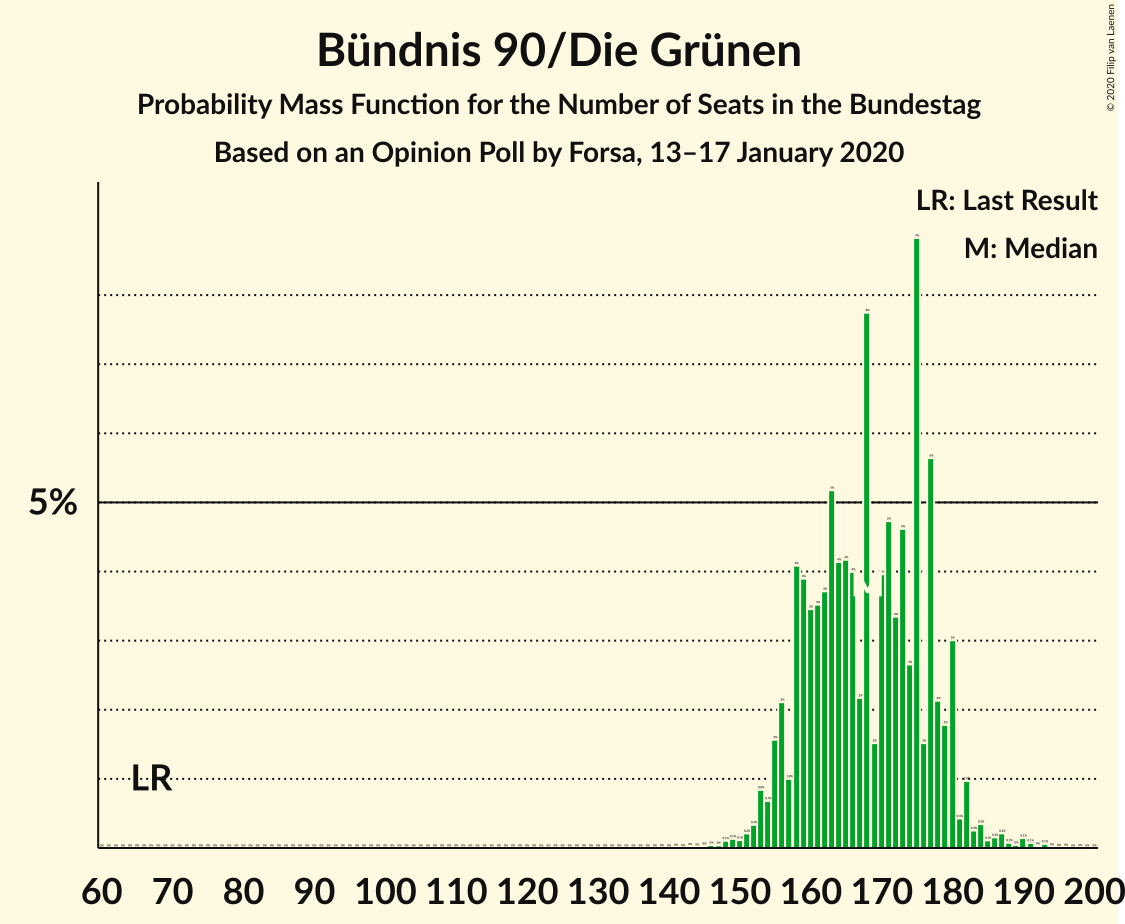 Bündnis 90/Die Grünen
Probability Mass Function for the Number of Seats in the Bundestag
Based on an Opinion Poll by Forsa, 13–17 January 2020
© 2020 Filip van Laenen
LR: Last Result
M: Median
5%
LR
M
60 70 80 90 100 110 120 130 140 150 160 170 180 190 200